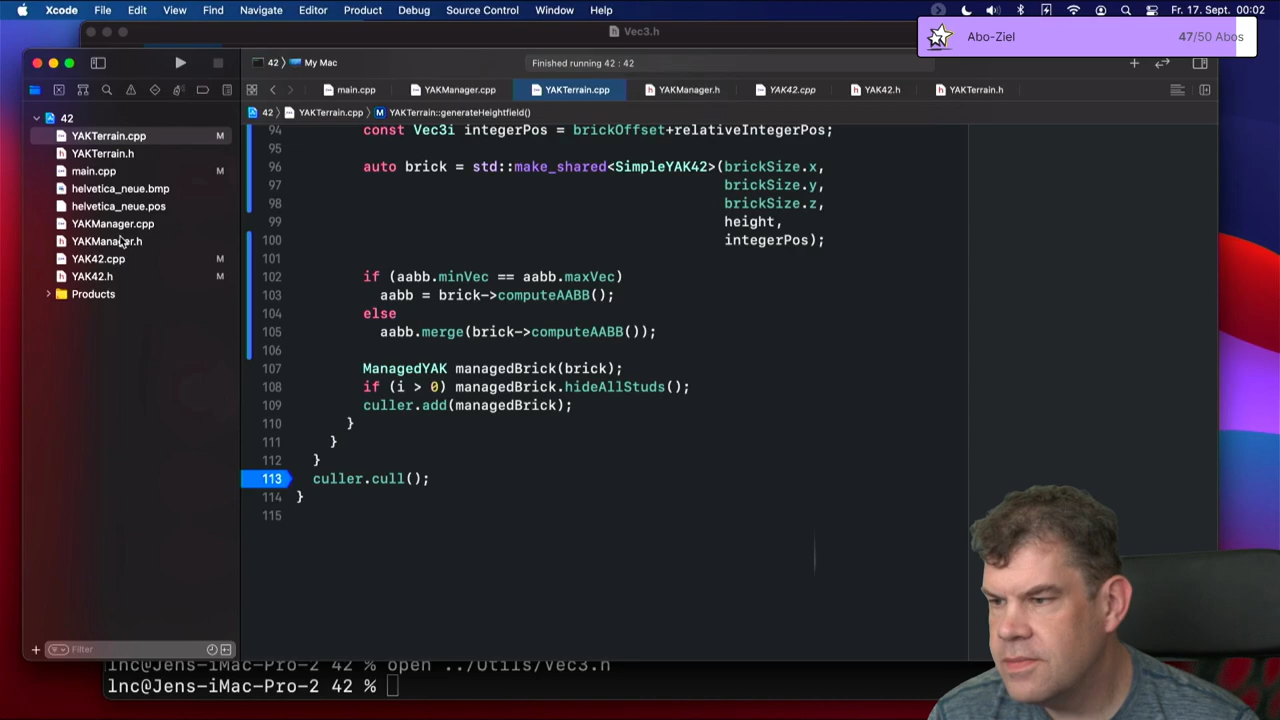 Xcode File Edit View Find Navigate Editor Product Debug Source Control Window Help
Fr. 17. Sept. 00:02
Vec3.h
Abo-Ziel 47/50 Abos
42 My Mac
Finished running 42 : 42
main.cpp YAKManager.cpp YAKTerrain.cpp YAKManager.h YAK42.cpp YAK42.h YAKTerrain.h
42 YAKTerrain.cpp M YAKTerrain::generateHeightfield()
42
YAKTerrain.cpp M
YAKTerrain.h
main.cpp M
helvetica_neue.bmp
helvetica_neue.pos
YAKManager.cpp
YAKManager.h
YAK42.cpp M
YAK42.h M
Products
Filter
94 const Vec3i integerPos = brickOffset+relativeIntegerPos;
95
96 auto brick = std::make_shared<SimpleYAK42>(brickSize.x,
97 brickSize.y,
98 brickSize.z,
99 height,
100 integerPos);
101
102 if (aabb.minVec == aabb.maxVec)
103 aabb = brick->computeAABB();
104 else
105 aabb.merge(brick->computeAABB());
106
107 ManagedYAK managedBrick(brick);
108 if (i > 0) managedBrick.hideAllStuds();
109 culler.add(managedBrick);
110 }
111 }
112 }
113 culler.cull();
114 }
115
lnc@Jens-iMac-Pro-2 42 % open ../Utils/Vec3.h
lnc@Jens-iMac-Pro-2 42 %